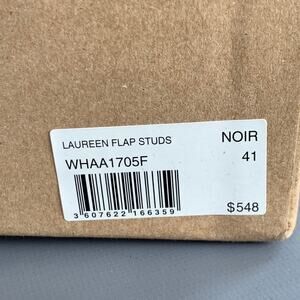 LAUREEN FLAP STUDS NOIR
WHAA1705F 41
3 607622 166359
$548